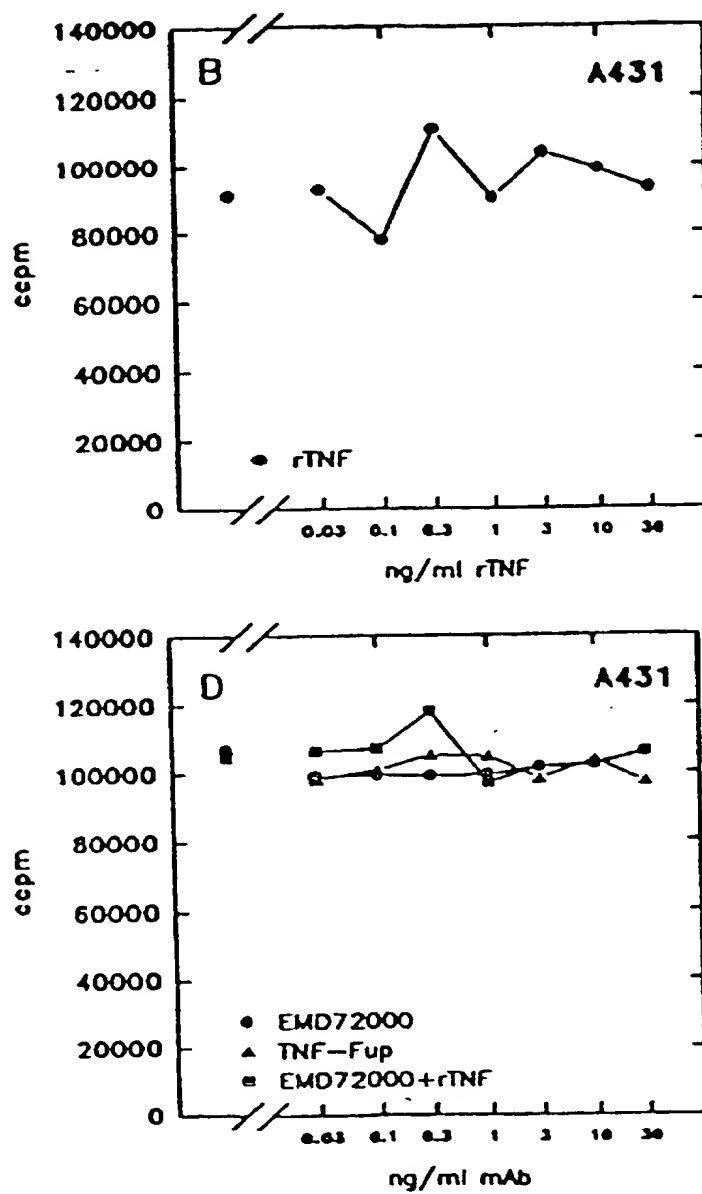 140000
B A431
120000
100000
80000
60000
40000
20000
rTNF
0
0.03 0.1 0.3 1 3 10 30
ng/ml rTNF
ccpm
140000
D A431
120000
100000
80000
60000
40000
20000
EMD72000
TNF-Fup
EMD72000+rTNF
0
0.03 0.1 0.3 1 3 10 30
ng/ml mAb
ccpm